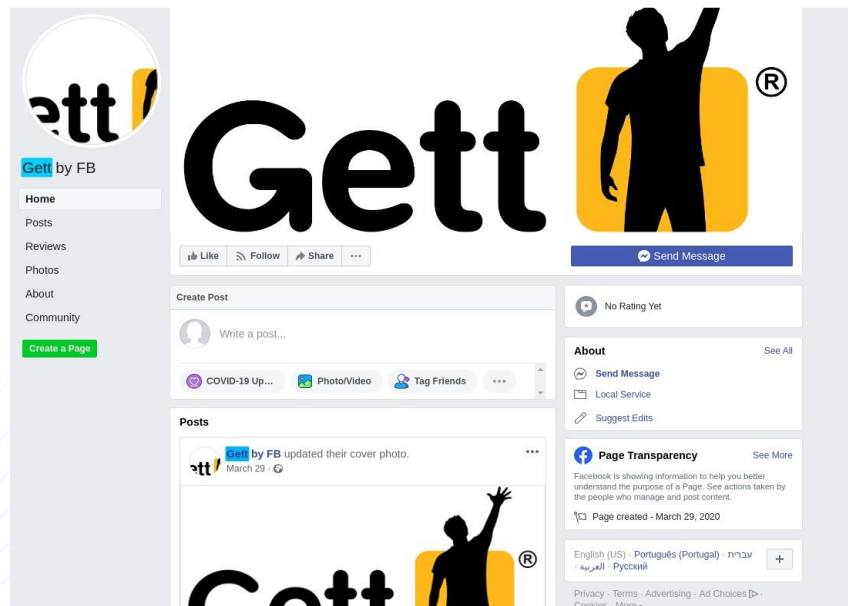 ett
Gett by FB
Home
Posts
Reviews
Photos
About
Community
Create a Page
Gett ®
Like Follow Share ...
Send Message
Create Post
Write a post...
COVID-19 Up... Photo/Video Tag Friends ...
Posts
ett
Gett by FB updated their cover photo.
March 29 ·
Gett ®
No Rating Yet
About See All
Send Message
Local Service
Suggest Edits
Page Transparency See More
Facebook is showing information to help you better
understand the purpose of a Page. See actions taken by
the people who manage and post content.
Page created - March 29, 2020
English (US) · Português (Portugal) · עברית
· العربية · Русский
+
Privacy · Terms · Advertising · Ad Choices ·
Cookies · More